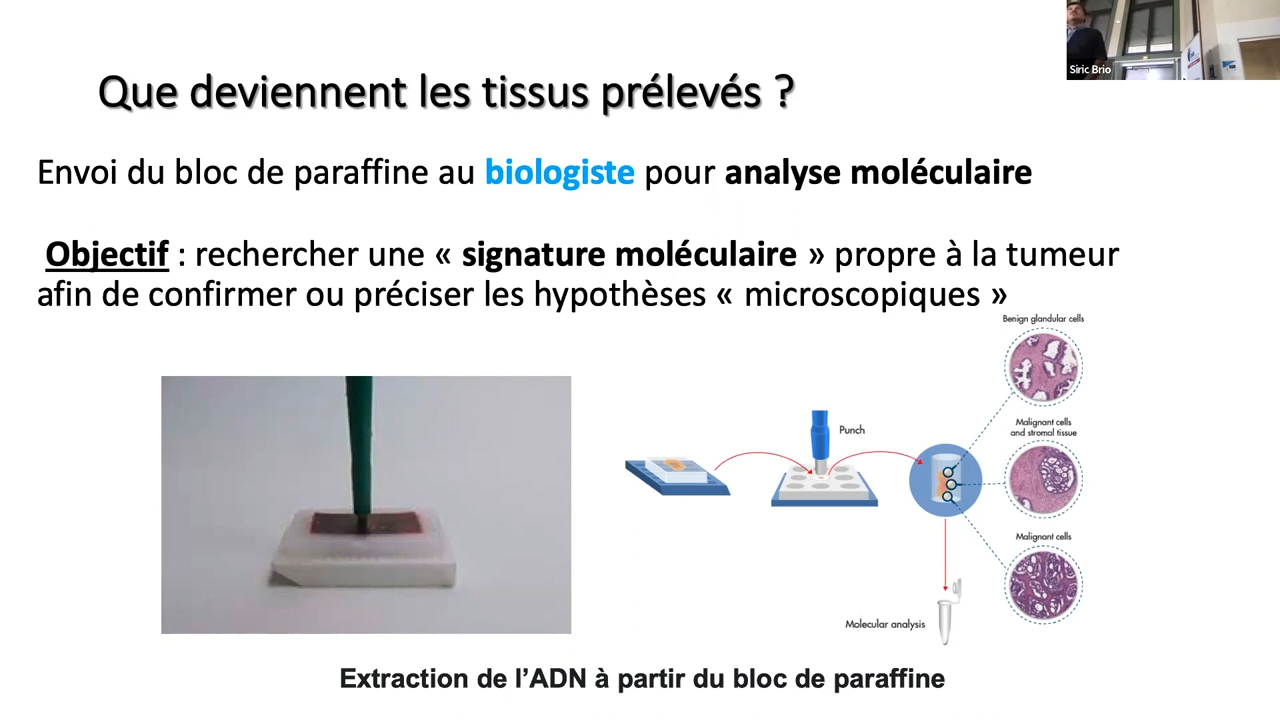 Siric Brio
Que deviennent les tissus prélevés ?
Envoi du bloc de paraffine au biologiste pour analyse moléculaire
Objectif : rechercher une « signature moléculaire » propre à la tumeur
afin de confirmer ou préciser les hypothèses « microscopiques »
Benign glandular cells
Punch
Malignant cells
and stromal tissue
Malignant cells
Molecular analysis
Extraction de l’ADN à partir du bloc de paraffine